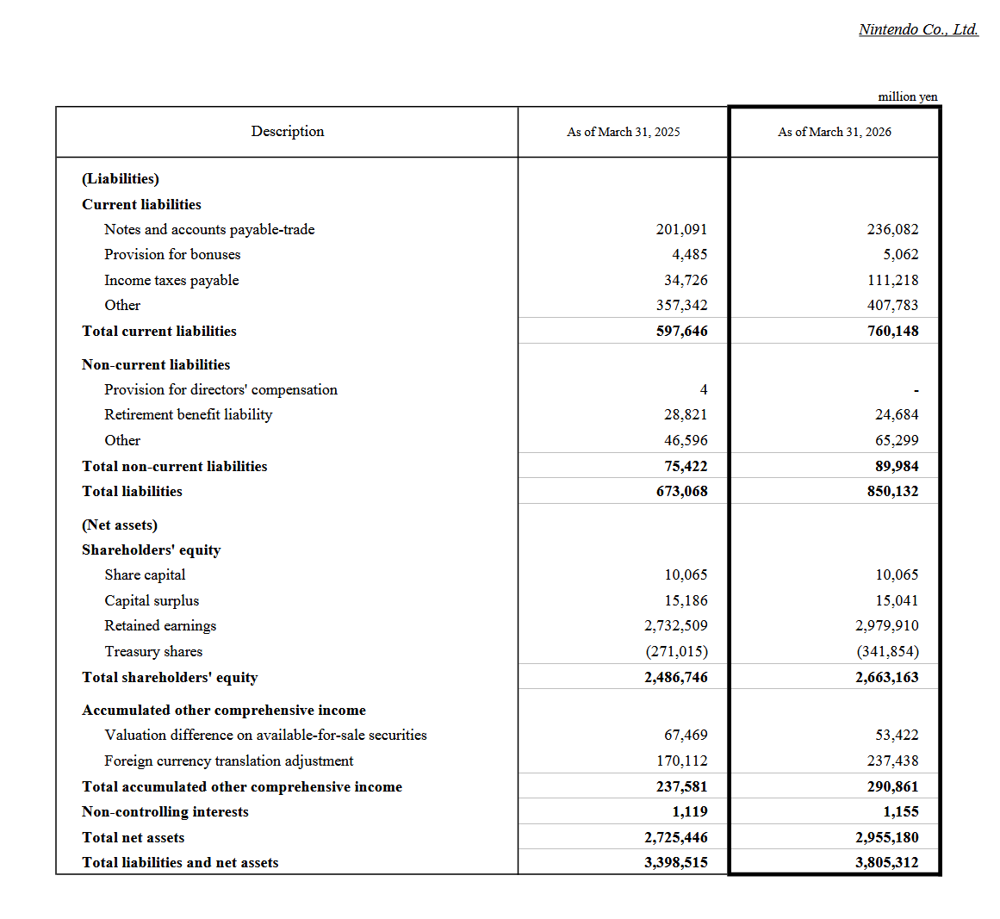 Nintendo Co., Ltd.
million yen
Description As of March 31, 2025 As of March 31, 2026
(Liabilities)
Current liabilities
Notes and accounts payable-trade 201,091 236,082
Provision for bonuses 4,485 5,062
Income taxes payable 34,726 111,218
Other 357,342 407,783
Total current liabilities 597,646 760,148
Non-current liabilities
Provision for directors' compensation 4 -
Retirement benefit liability 28,821 24,684
Other 46,596 65,299
Total non-current liabilities 75,422 89,984
Total liabilities 673,068 850,132
(Net assets)
Shareholders' equity
Share capital 10,065 10,065
Capital surplus 15,186 15,041
Retained earnings 2,732,509 2,979,910
Treasury shares (271,015) (341,854)
Total shareholders' equity 2,486,746 2,663,163
Accumulated other comprehensive income
Valuation difference on available-for-sale securities 67,469 53,422
Foreign currency translation adjustment 170,112 237,438
Total accumulated other comprehensive income 237,581 290,861
Non-controlling interests 1,119 1,155
Total net assets 2,725,446 2,955,180
Total liabilities and net assets 3,398,515 3,805,312